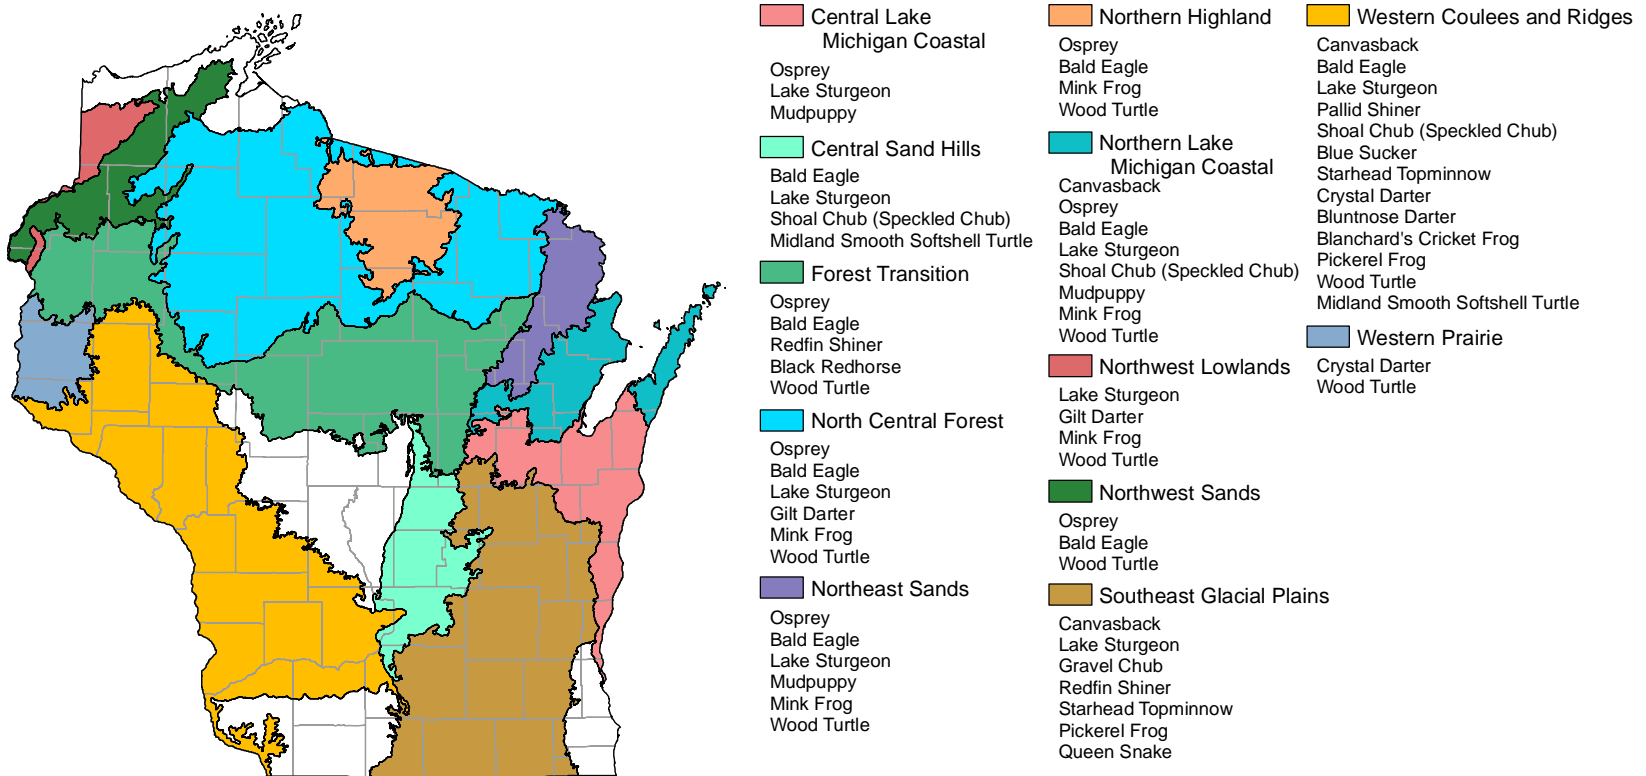 Central Lake
Michigan Coastal
Osprey
Lake Sturgeon
Mudpuppy
Central Sand Hills
Bald Eagle
Lake Sturgeon
Shoal Chub (Speckled Chub)
Midland Smooth Softshell Turtle
Forest Transition
Osprey
Bald Eagle
Redfin Shiner
Black Redhorse
Wood Turtle
North Central Forest
Osprey
Bald Eagle
Lake Sturgeon
Gilt Darter
Mink Frog
Wood Turtle
Northeast Sands
Osprey
Bald Eagle
Lake Sturgeon
Mudpuppy
Mink Frog
Wood Turtle
Northern Highland
Osprey
Bald Eagle
Mink Frog
Wood Turtle
Northern Lake
Michigan Coastal
Canvasback
Osprey
Bald Eagle
Lake Sturgeon
Shoal Chub (Speckled Chub)
Mudpuppy
Mink Frog
Wood Turtle
Northwest Lowlands
Lake Sturgeon
Gilt Darter
Mink Frog
Wood Turtle
Northwest Sands
Osprey
Bald Eagle
Wood Turtle
Southeast Glacial Plains
Canvasback
Lake Sturgeon
Gravel Chub
Redfin Shiner
Starhead Topminnow
Pickerel Frog
Queen Snake
Western Coulees and Ridges
Canvasback
Bald Eagle
Lake Sturgeon
Pallid Shiner
Shoal Chub (Speckled Chub)
Blue Sucker
Starhead Topminnow
Crystal Darter
Bluntnose Darter
Blanchard's Cricket Frog
Pickerel Frog
Wood Turtle
Midland Smooth Softshell Turtle
Western Prairie
Crystal Darter
Wood Turtle